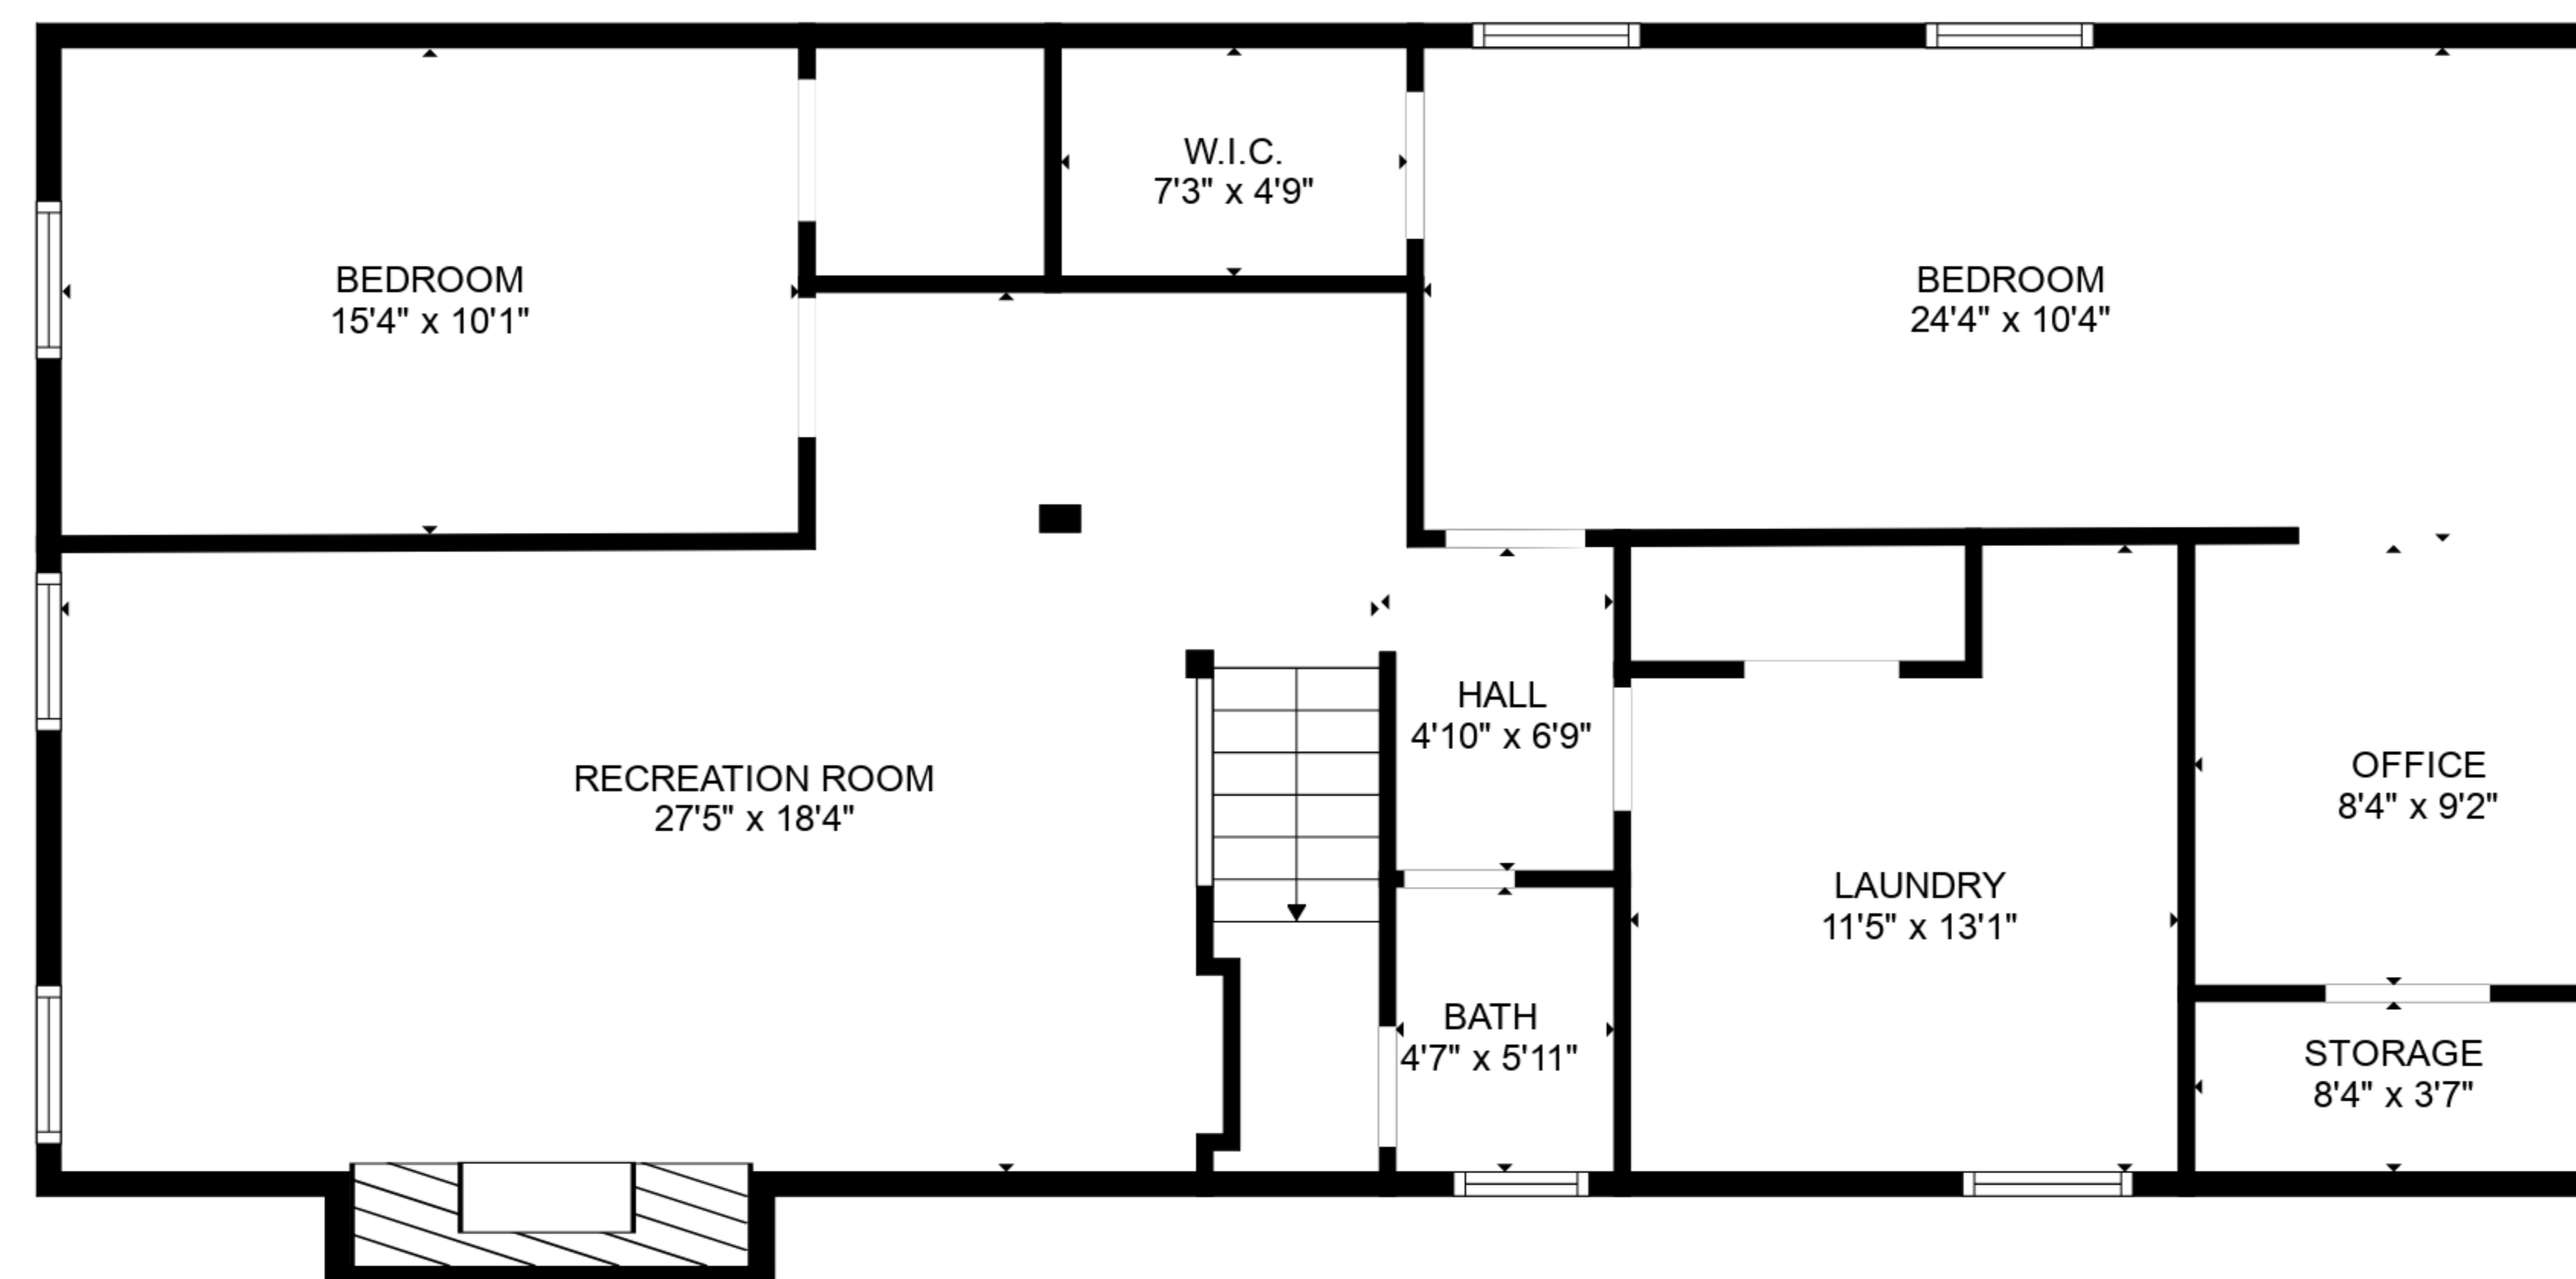 W.I.C.
7'3" x 4'9"
BEDROOM
15'4" x 10'1"
BEDROOM
24'4" x 10'4"
HALL
4'10" x 6'9"
RECREATION ROOM
27'5" x 18'4"
OFFICE
8'4" x 9'2"
LAUNDRY
11'5" x 13'1"
BATH
4'7" x 5'11"
STORAGE
8'4" x 3'7"